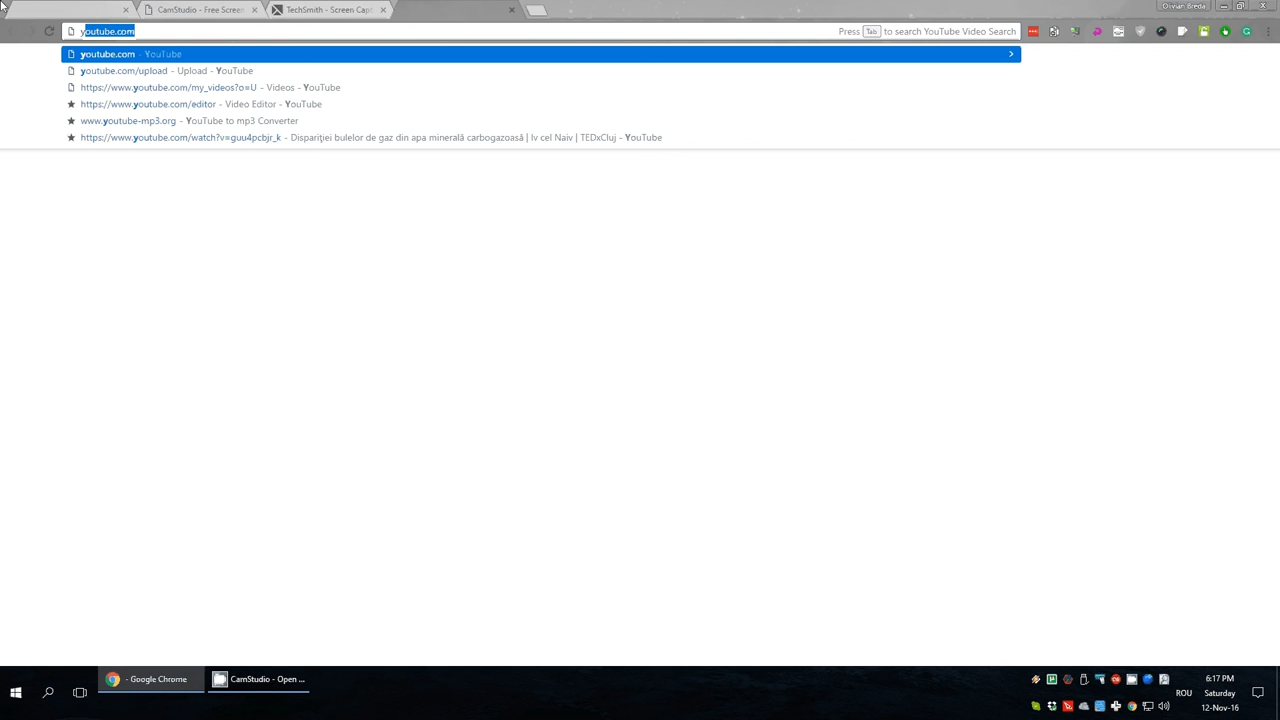 CamStudio - Free Screen
TechSmith - Screen Capt
Olivian Breda
youtube.com
Press Tab to search YouTube Video Search
youtube.com - YouTube
youtube.com/upload - Upload - YouTube
https://www.youtube.com/my_videos?o=U - Videos - YouTube
https://www.youtube.com/editor - Video Editor - YouTube
www.youtube-mp3.org - YouTube to mp3 Converter
https://www.youtube.com/watch?v=guu4pcbjr_k - Dispariţiei bulelor de gaz din apa minerală carbogazoasă | Iv cel Naiv | TEDxCluj - YouTube
- Google Chrome
CamStudio - Open ...
6:17 PM
ROU
Saturday
12-Nov-16